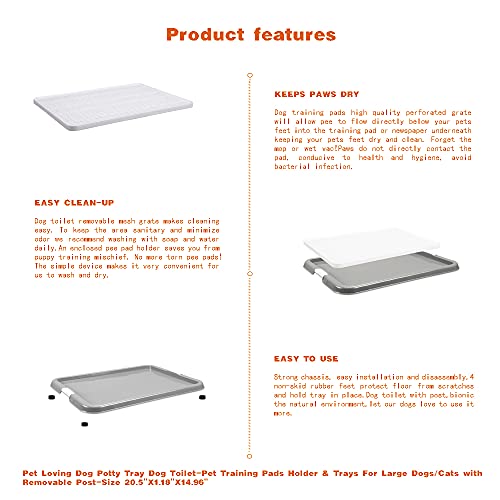 Product features
KEEPS PAWS DRY
Dog training pads high quality perforated grate
will allow pee to flow directly below your pets
feet into the training pad or newspaper underneath
keeping your pets feet dry and clean. Forget the
mop or wet vac!Paws do not directly contact the
pad, conducive to health and hygiene, avoid
bacterial infection.
EASY CLEAN-UP
Dog toilet removable mesh grate makes cleaning
easy. To keep the area sanitary and minimize
odor we recommend washing with soap and water
daily.An enclosed pee pad holder saves you from
puppy training mischief. No more torn pee pads!
The simple device makes it very convenient for
us to wash and dry.
EASY TO USE
Strong chassis, easy installation and disassembly,4
non-skid rubber feet protect floor from scratches
and hold tray in place.Dog toilet with post,bionic
the natural environment,let our dogs love to use it
more.
Pet Loving Dog Potty Tray Dog Toilet-Pet Training Pads Holder & Trays For Large Dogs/Cats with
Removable Post-Size 20.5"X1.18"X14.96"